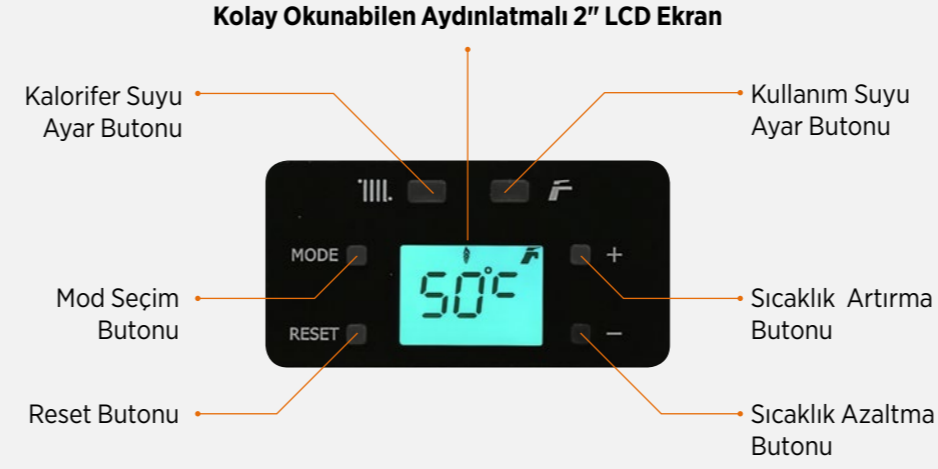 Kolay Okunabilen Aydınlatmalı 2" LCD Ekran
Kalorifer Suyu
Ayar Butonu
Kullanım Suyu
Ayar Butonu
MODE
+
50°C
Mod Seçim
Butonu
Sıcaklık Artırma
Butonu
RESET
−
Reset Butonu
Sıcaklık Azaltma
Butonu